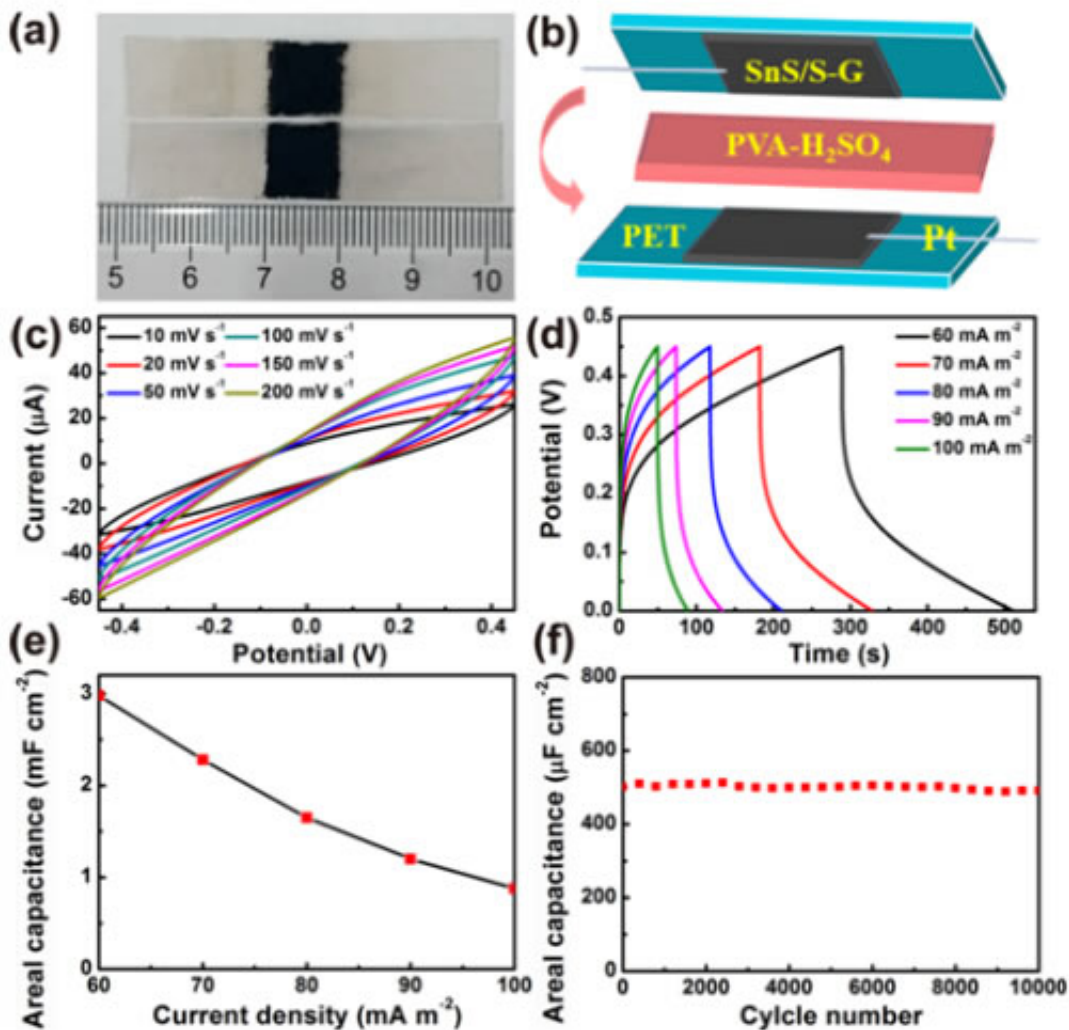 (a)
5 6 7 8 9 10
(b)
SnS/S-G
PVA-H₂SO₄
PET
Pt
(c)
10 mV s⁻¹ 100 mV s⁻¹
20 mV s⁻¹ 150 mV s⁻¹
50 mV s⁻¹ 200 mV s⁻¹
60
40
20
0
-20
-40
-60
Current (μA)
-0.4 -0.2 0.0 0.2 0.4
Potential (V)
(d)
60 mA m⁻²
70 mA m⁻²
80 mA m⁻²
90 mA m⁻²
100 mA m⁻²
0.5
0.4
0.3
0.2
0.1
0.0
Potential (V)
0 100 200 300 400 500
Time (s)
(e)
3
2
1
0
Areal capacitance (mF cm⁻²)
60 70 80 90 100
Current density (mA m⁻²)
(f)
800
600
400
200
0
Areal capacitance (μF cm⁻²)
0 2000 4000 6000 8000 10000
Cylcle number